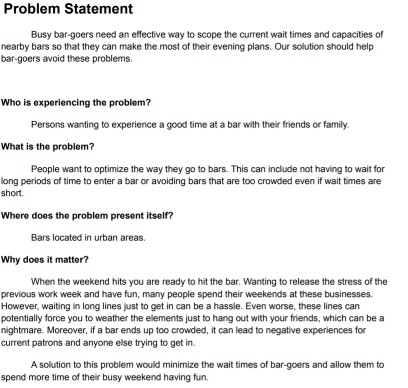 Problem Statement
Busy bar-goers need an effective way to scope the current wait times and capacities of
nearby bars so that they can make the most of their evening plans. Our solution should help
bar-goers avoid these problems.
Who is experiencing the problem?
Persons wanting to experience a good time at a bar with their friends or family.
What is the problem?
People want to optimize the way they go to bars. This can include not having to wait for
long periods of time to enter a bar or avoiding bars that are too crowded even if wait times are
short.
Where does the problem present itself?
Bars located in urban areas.
Why does it matter?
When the weekend hits you are ready to hit the bar. Wanting to release the stress of the
previous work week and have fun, many people spend their weekends at these businesses.
However, waiting in long lines just to get in can be a hassle. Even worse, these lines can
potentially force you to weather the elements just to hang out with your friends, which can be a
nightmare. Moreover, if a bar ends up too crowded, it can lead to negative experiences for
current patrons and anyone else trying to get in.
A solution to this problem would minimize the wait times of bar-goers and allow them to
spend more time of their busy weekend having fun.